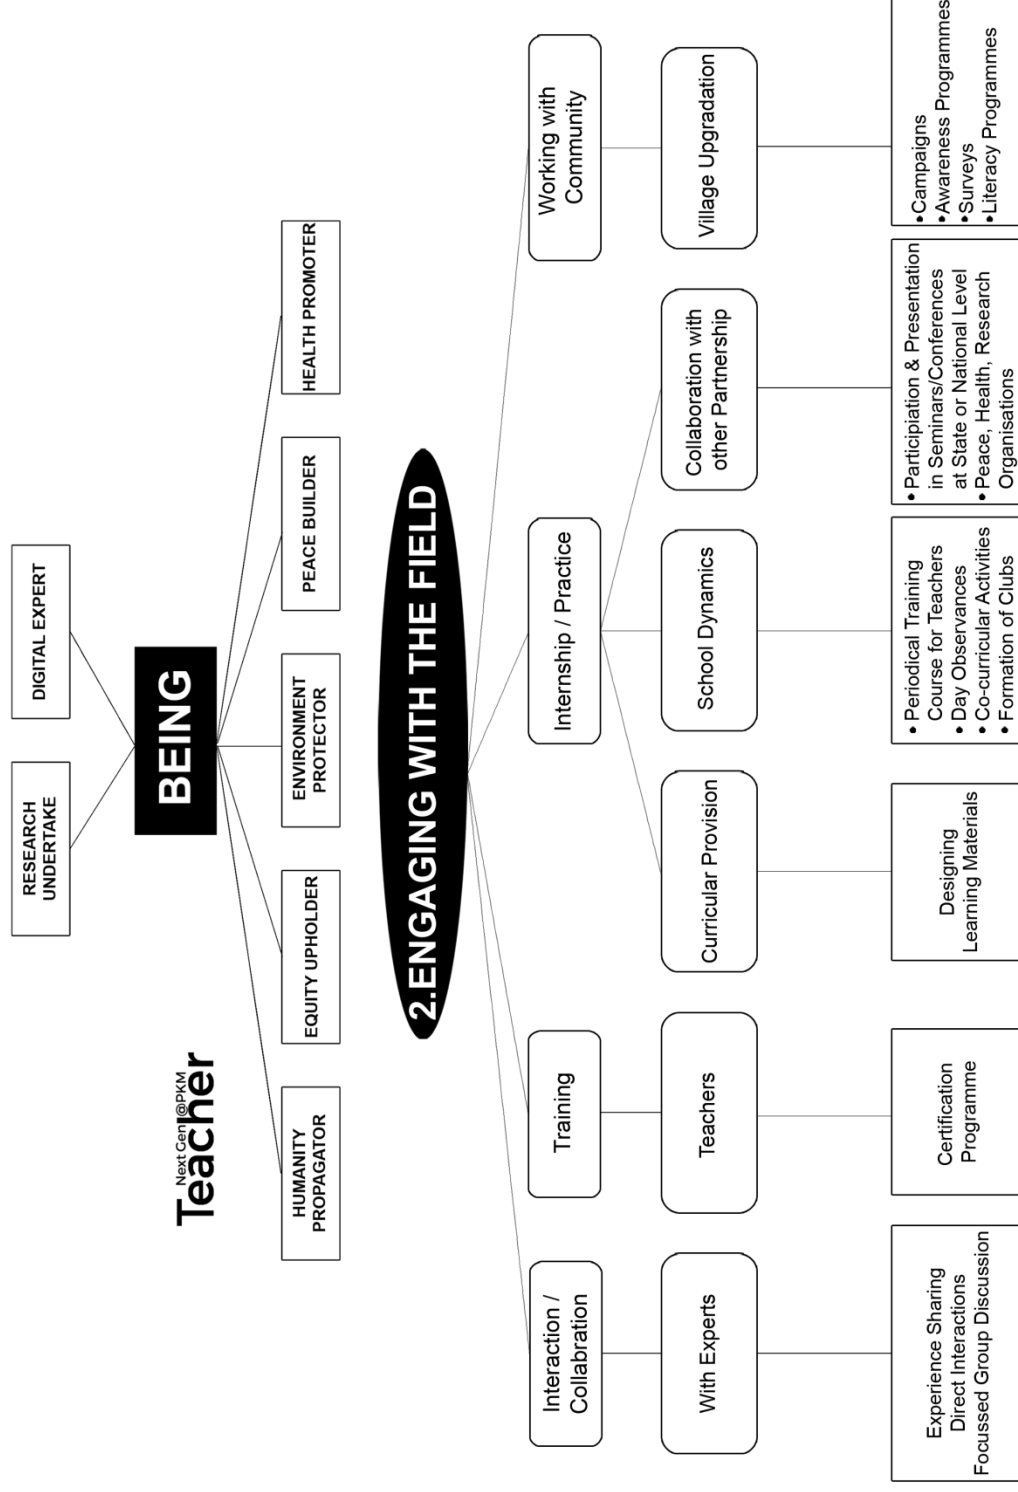 RESEARCH
UNDERTAKE
DIGITAL EXPERT
BEING
Next Gen @PKM
Teacher
HUMANITY
PROPAGATOR
EQUITY UPHOLDER
ENVIRONMENT
PROTECTOR
PEACE BUILDER
HEALTH PROMOTER
2.ENGAGING WITH THE FIELD
Interaction /
Collabration
Training
Internship / Practice
Working with
Community
With Experts
Teachers
Curricular Provision
School Dynamics
Collaboration with
other Partnership
Village Upgradation
Experience Sharing
Direct Interactions
Focussed Group Discussion
Certification
Programme
Designing
Learning Materials
• Periodical Training
Course for Teachers
• Day Observances
• Co-curricular Activities
• Formation of Clubs
• Participiation & Presentation
in Seminars/Conferences
at State or National Level
• Peace, Health, Research
Organisations
•Campaigns
•Awareness Programmes
•Surveys
•Literacy Programmes